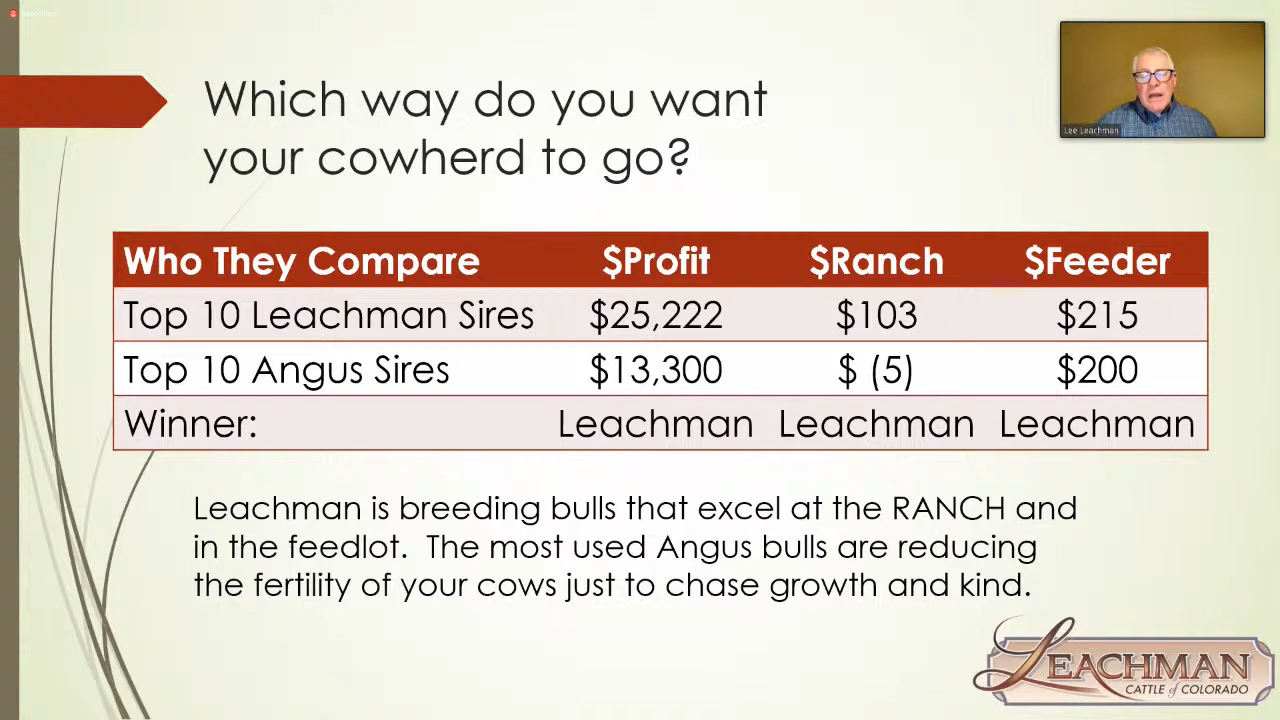 Which way do you want
your cowherd to go?
Lee Leachman
Who They Compare $Profit $Ranch $Feeder
Top 10 Leachman Sires $25,222 $103 $215
Top 10 Angus Sires $13,300 $ (5) $200
Winner: Leachman Leachman Leachman
Leachman is breeding bulls that excel at the RANCH and
in the feedlot. The most used Angus bulls are reducing
the fertility of your cows just to chase growth and kind.
LEACHMAN
CATTLE of COLORADO